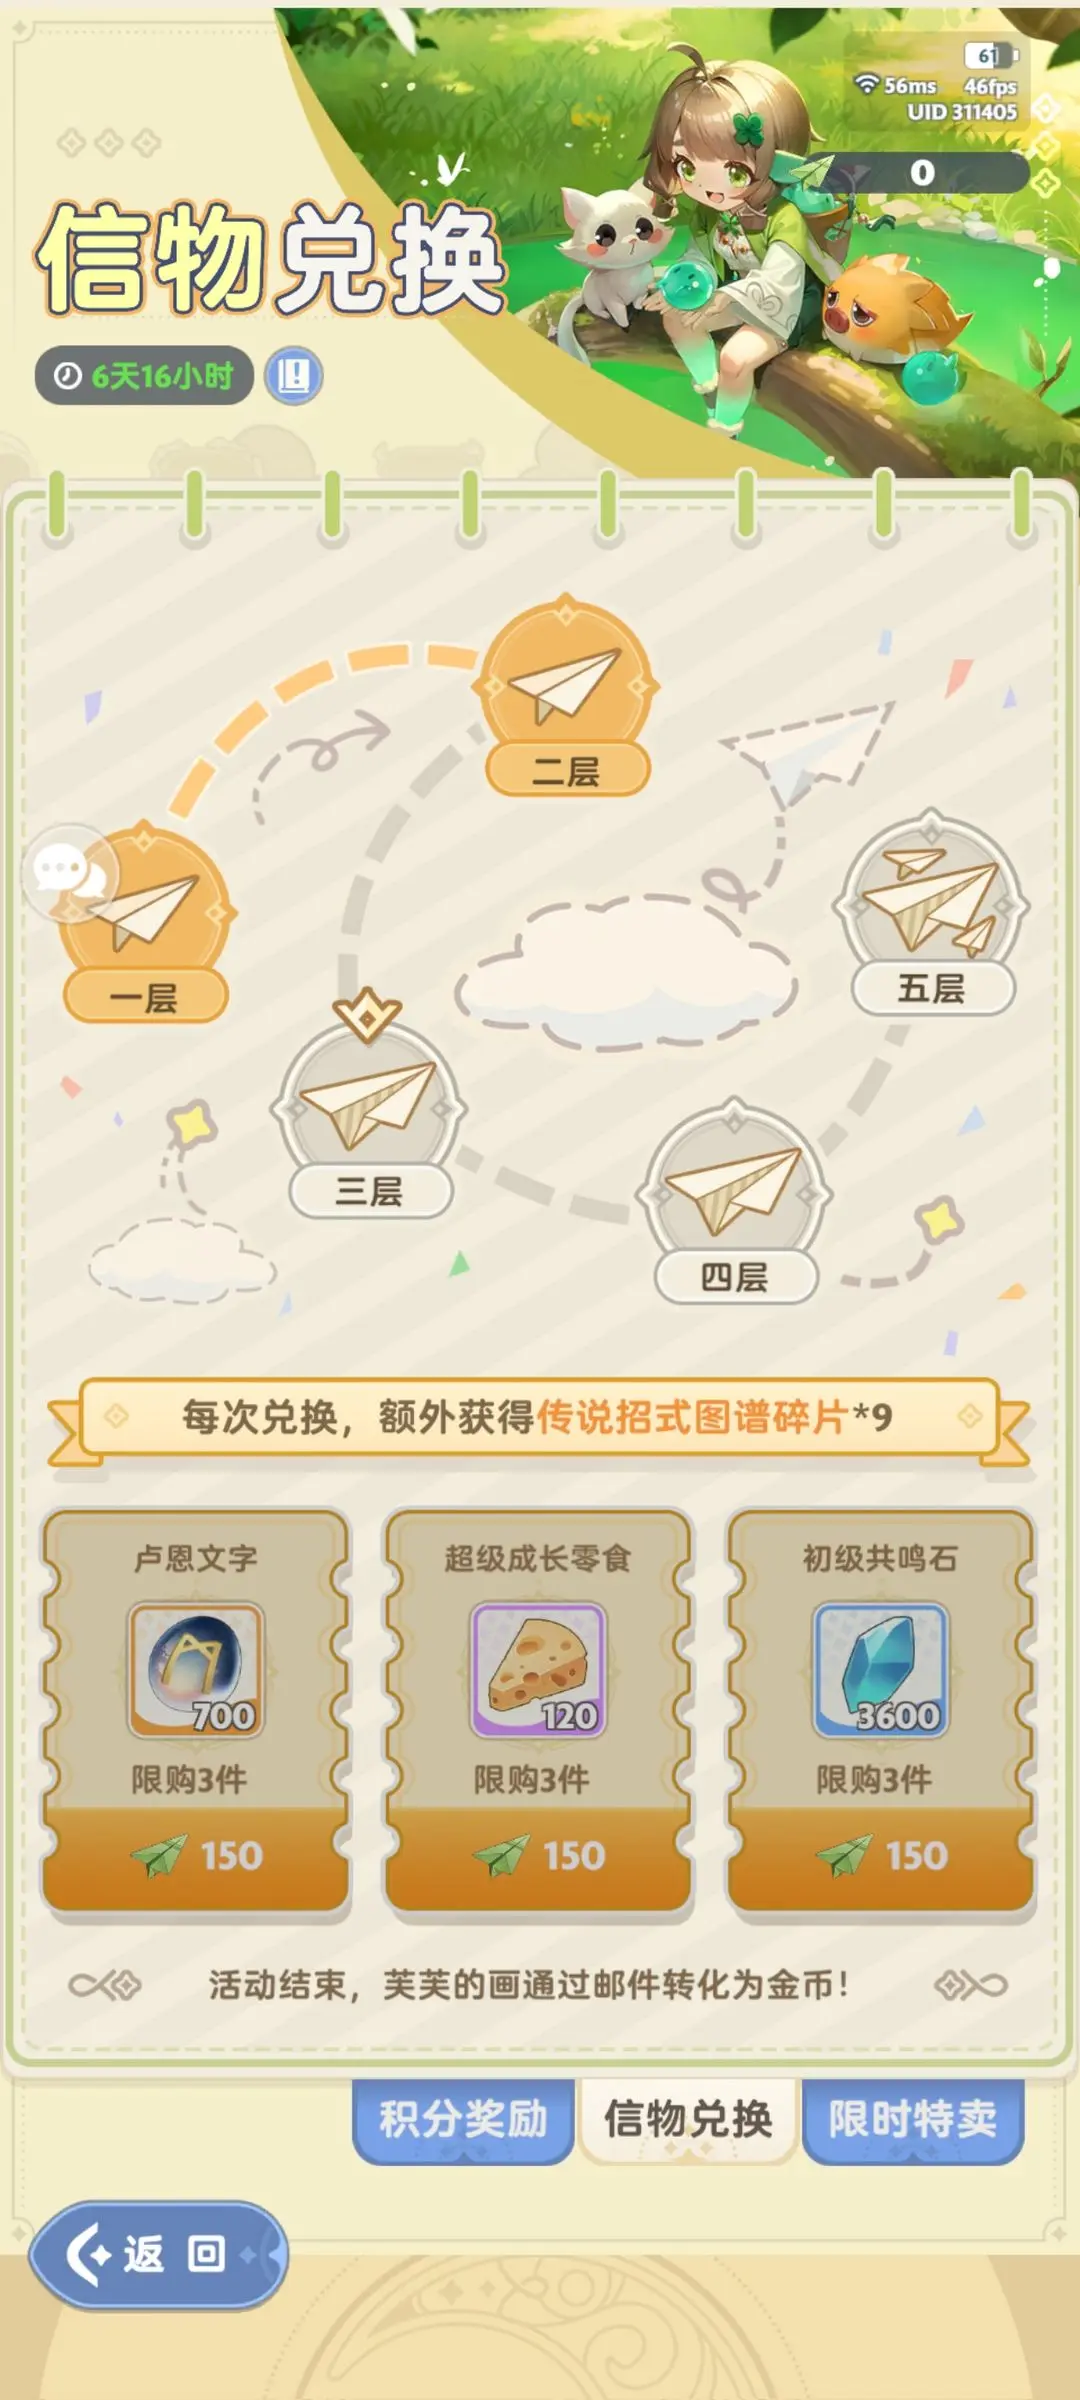 61
56ms 46fps
UID 311405
0
信物兑换
6天16小时
二层
一层
五层
三层
四层
每次兑换，额外获得传说招式图谱碎片*9
卢恩文字 超级成长零食 初级共鸣石
700 120 3600
限购3件 限购3件 限购3件
150 150 150
活动结束，芙芙的画通过邮件转化为金币！
积分奖励 信物兑换 限时特卖
返回